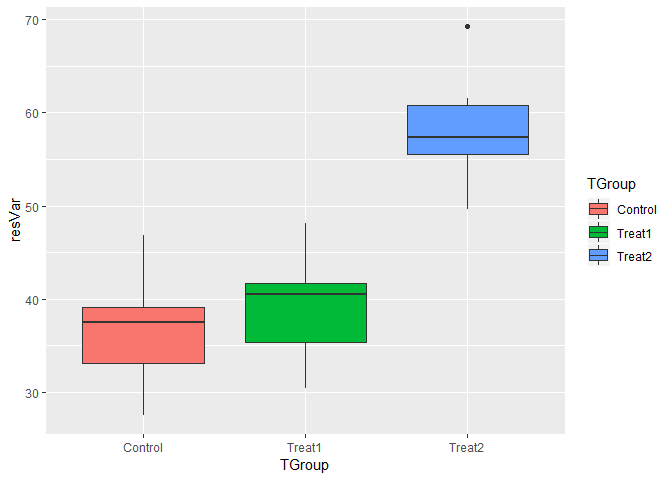 70
60
50
40
30
resVar
Control
Treat1
Treat2
TGroup
TGroup
Control
Treat1
Treat2